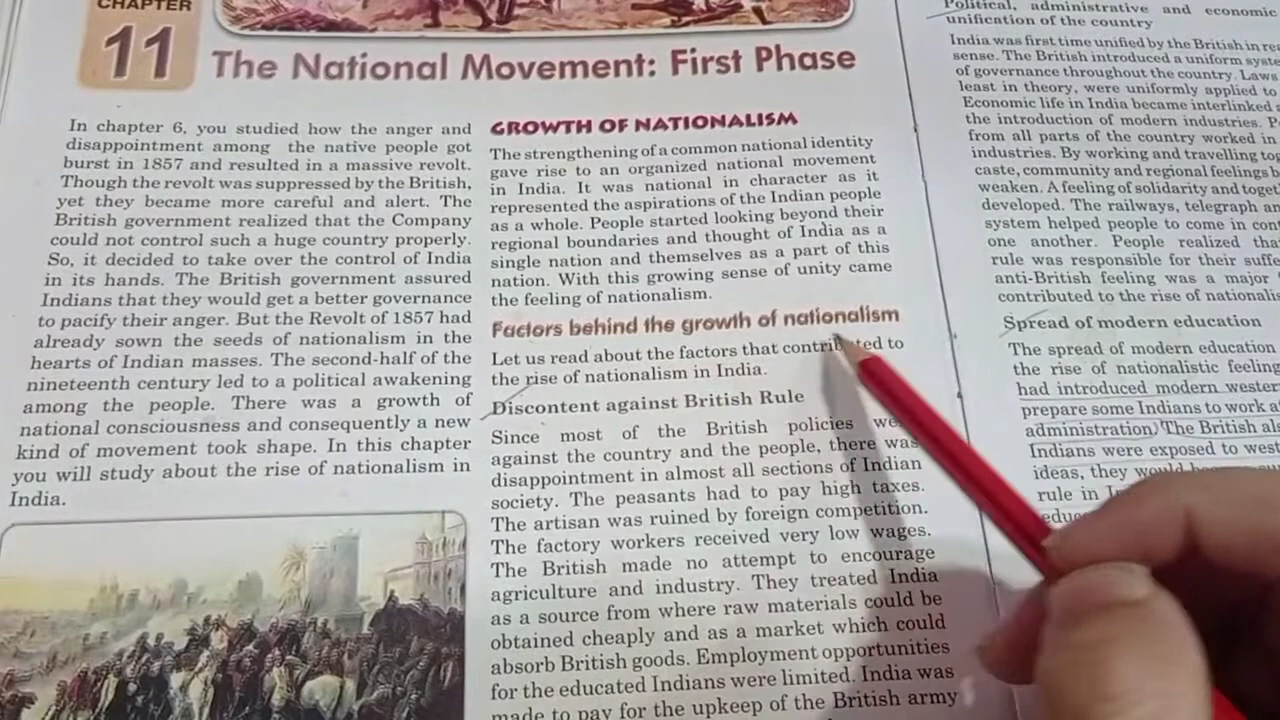 CHAPTER
11
The National Movement: First Phase
In chapter 6, you studied how the anger and
disappointment among the native people got
burst in 1857 and resulted in a massive revolt.
Though the revolt was suppressed by the British,
yet they became more careful and alert. The
British government realized that the Company
could not control such a huge country properly.
So, it decided to take over the control of India
in its hands. The British government assured
Indians that they would get a better governance
to pacify their anger. But the Revolt of 1857 had
already sown the seeds of nationalism in the
hearts of Indian masses. The second-half of the
nineteenth century led to a political awakening
among the people. There was a growth of
national consciousness and consequently a new
kind of movement took shape. In this chapter
you will study about the rise of nationalism in
India.
GROWTH OF NATIONALISM
The strengthening of a common national identity
gave rise to an organized national movement
in India. It was national in character as it
represented the aspirations of the Indian people
as a whole. People started looking beyond their
regional boundaries and thought of India as a
single nation and themselves as a part of this
nation. With this growing sense of unity came
the feeling of nationalism.
Factors behind the growth of nationalism
Let us read about the factors that contributed to
the rise of nationalism in India.
Discontent against British Rule
Since most of the British policies
against the country and the people, there was
disappointment in almost all sections of Indian
society. The peasants had to pay high taxes.
The artisan was ruined by foreign competition.
The factory workers received very low wages.
The British made no attempt to encourage
agriculture and industry. They treated India
as a source from where raw materials could be
obtained cheaply and as a market which could
absorb British goods. Employment opportunities
for the educated Indians were limited. India was
made to pay for the upkeep of the British army
Political, administrative and economic
unification of the country
India was first time unified by the British in
sense. The British introduced a uniform
of governance throughout the country. Laws
least in theory, were uniformly applied to
Economic life in India became interlinked
the introduction of modern industries.
from all parts of the country worked in
industries. By working and travelling
caste, community and regional feelings
weaken. A feeling of solidarity and
developed. The railways, telegraph
system helped people to come in
one another. People realized
rule was responsible for their
anti-British feeling was a major
contributed to the rise of
Spread of modern education
The spread of modern education
the rise of nationalistic
had introduced modern western
prepare some Indians to work
administration. The British
Indians were exposed to
ideas, they would
rule in